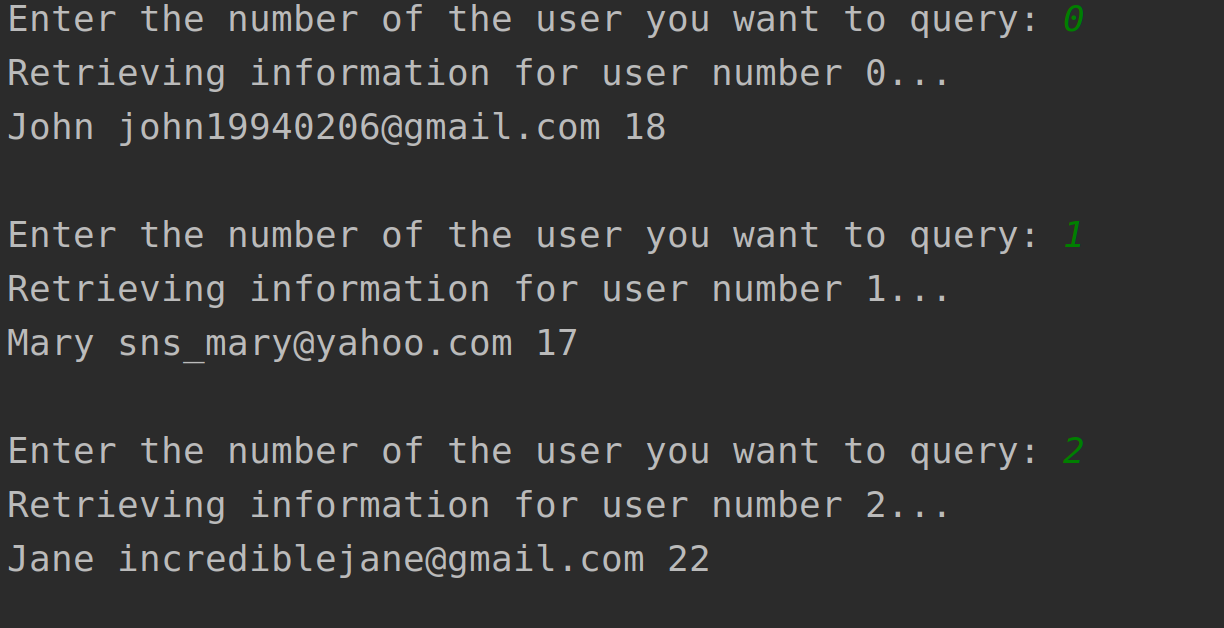 Enter the number of the user you want to query: 0
Retrieving information for user number 0...
John john19940206@gmail.com 18
Enter the number of the user you want to query: 1
Retrieving information for user number 1...
Mary sns_mary@yahoo.com 17
Enter the number of the user you want to query: 2
Retrieving information for user number 2...
Jane incrediblejane@gmail.com 22